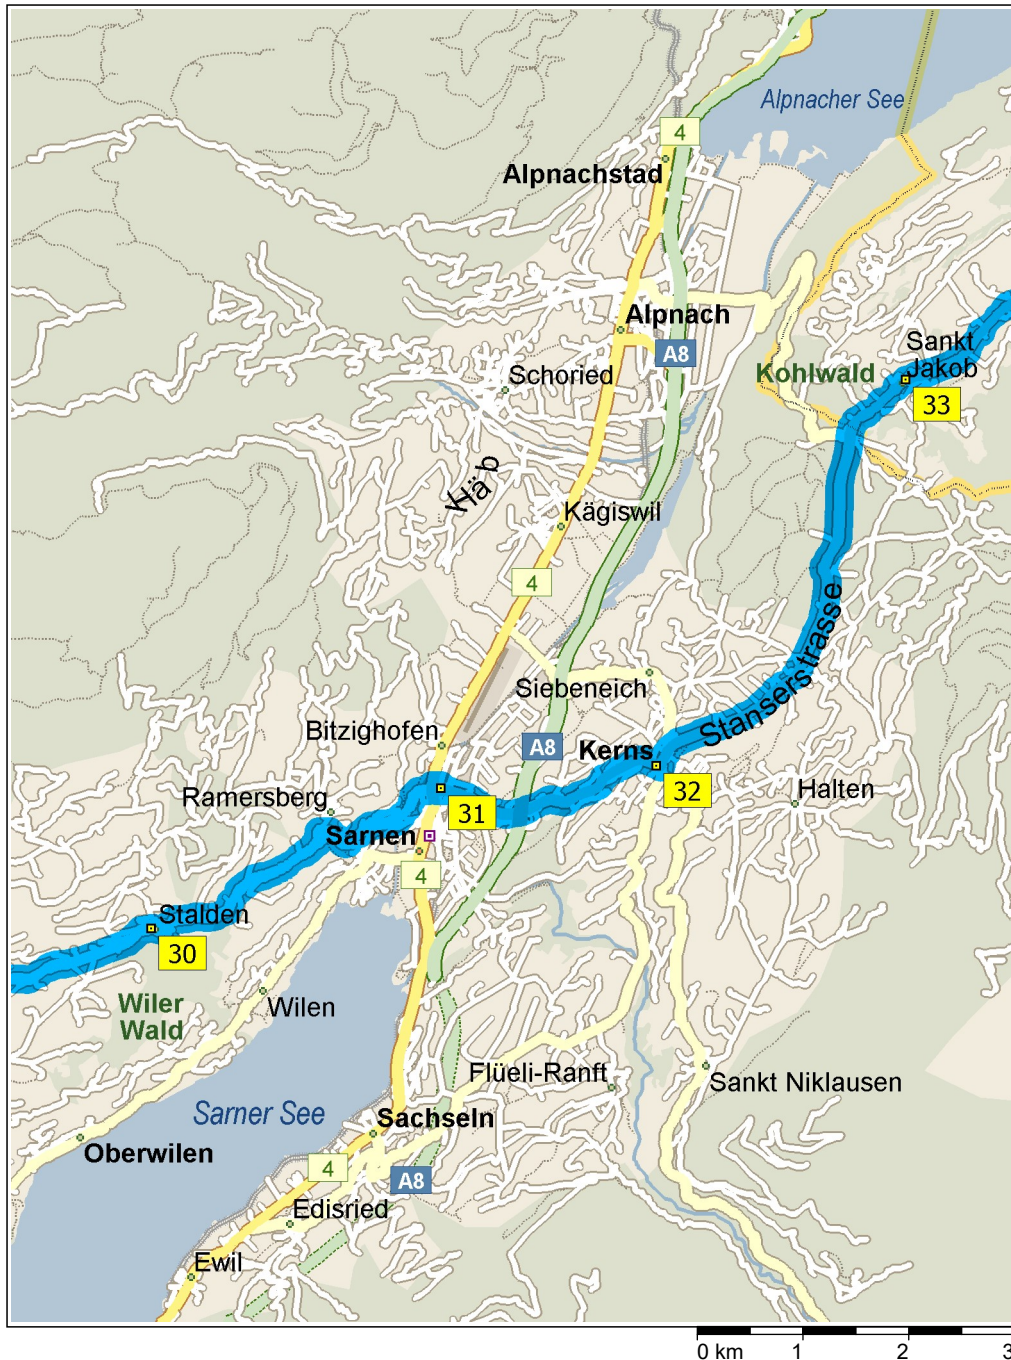 Alpnacher See
4
Alpnachstad
Alpnach
A8
Sankt
Jakob
Kohlwald
Schoried
33
Kägiswil
4
Stanserstrasse
Siebeneich
Bitzighofen
A8
Kerns
Ramersberg
31
32
Halten
Sarnen
4
Stalden
30
Wiler
Wald
Wilen
Flüeli-Ranft
Sankt Niklausen
Sarner See
Sachseln
Oberwilen
4
A8
Edisried
Ewil
0 km 1 2 3